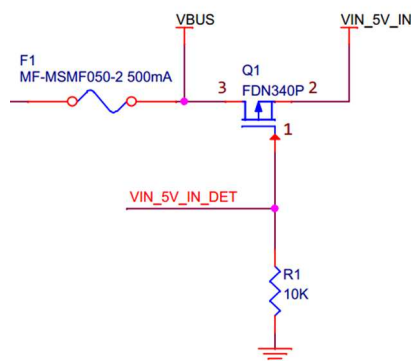 VBUS
VIN_5V_IN
F1
MF-MSMF050-2 500mA
Q1
FDN340P
3
2
1
VIN_5V_IN_DET
R1
10K